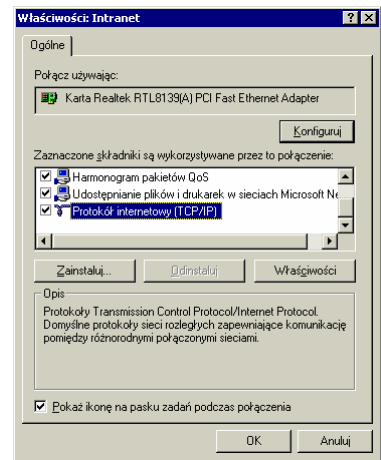 Właściwości: Intranet
Ogólne
Połącz używając:
Karta Realtek RTL8139(A) PCI Fast Ethernet Adapter
Konfiguruj
Zaznaczone składniki są wykorzystywane przez to połączenie:
Harmonogram pakietów QoS
Udostępnianie plików i drukarek w sieciach Microsoft Ne
Protokół internetowy (TCP/IP)
Zainstaluj... Odinstaluj Właściwości
Opis
Protokoły Transmission Control Protocol/Internet Protocol.
Domyślne protokoły sieci rozległych zapewniające komunikację
pomiędzy różnorodnymi połączonymi sieciami.
Pokaż ikonę na pasku zadań podczas połączenia
OK Anuluj